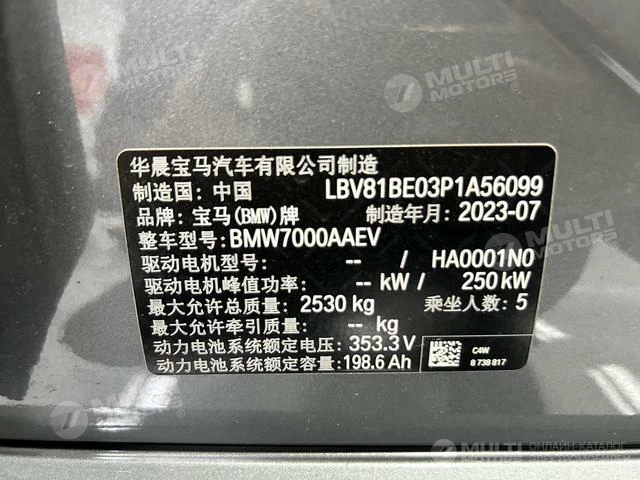 MULTI
MOTORS
MULTI
MOTORS
华晨宝马汽车有限公司制造
制造国: 中国 LBV81BE03P1A56099
品牌: 宝马(BMW)牌 制造年月: 2023-07
整车型号: BMW7000AAEV
驱动电机型号: -- / HA0001N0
驱动电机峰值功率: -- kW / 250 kW
最大允许总质量: 2530 kg 乘坐人数: 5
最大允许牵引质量: -- kg
动力电池系统额定电压: 353.3 V
动力电池系统额定容量: 198.6 Ah
C4W
8 738 817
MULTI
MOTORS
MULTI
ОНЛАЙН-КАТАЛОГ